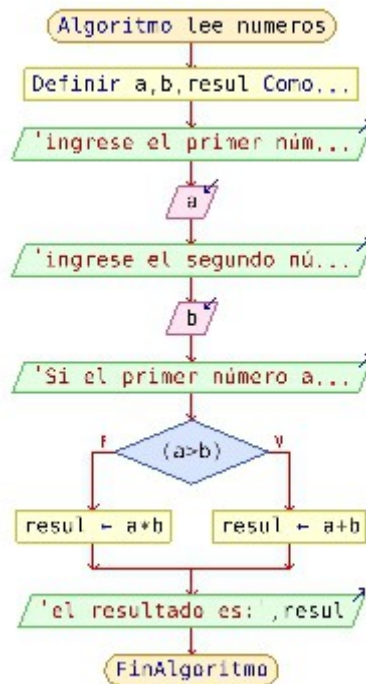 Algoritmo lee numeros
Definir a,b,resul Como...
'ingrese el primer núm...
a
'ingrese el segundo nú...
b
'Si el primer número a...
F (a>b) V
resul ← a*b resul ← a+b
'el resultado es:',resul
FinAlgoritmo